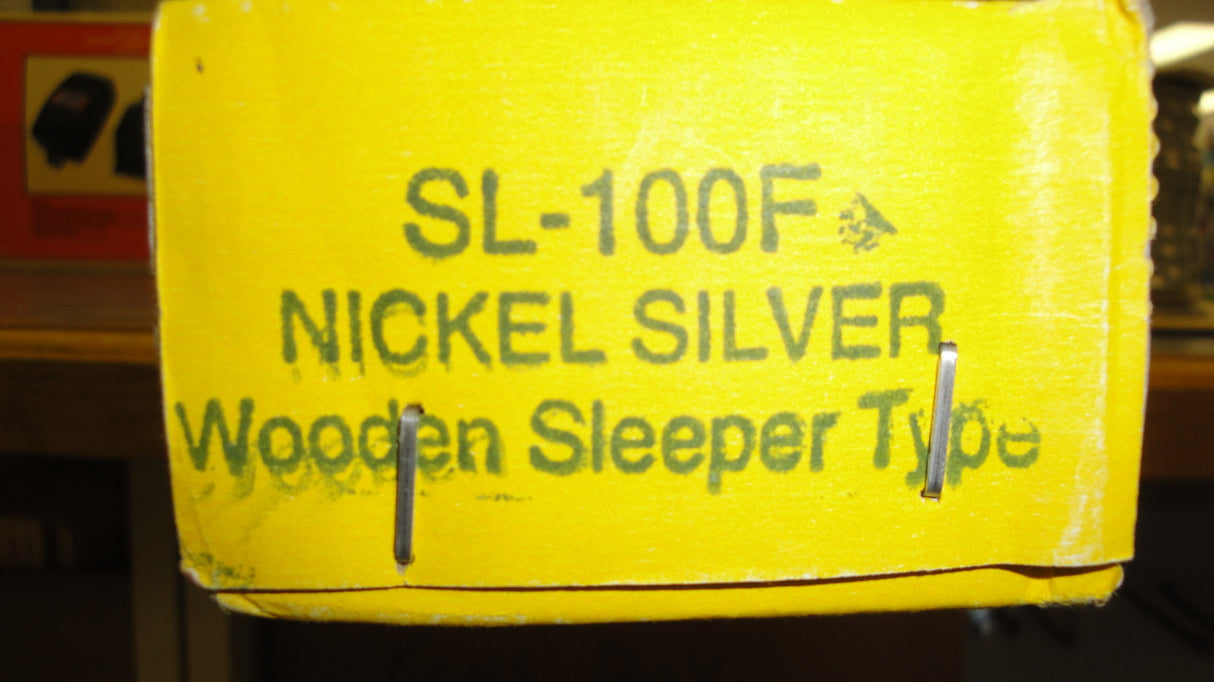 SL-100F
NICKEL SILVER
Wooden Sleeper Type